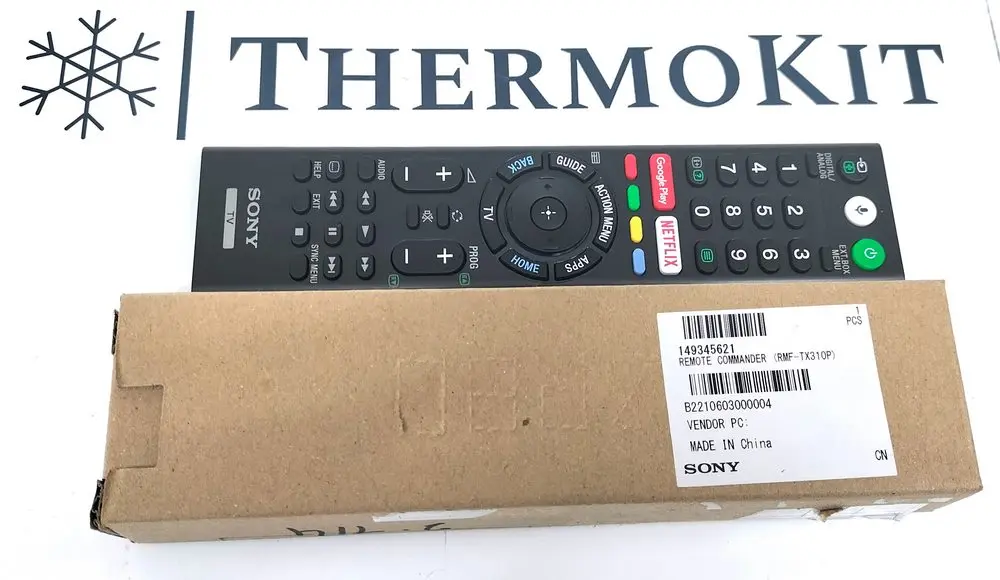 THERMOKIT
DIGITAL/
ANALOG
EXT.BOX
MENU
1
2
3
4
5
6
7
8
9
0
Google Play
NETFLIX
GUIDE
ACTION MENU
APPS
BACK
HOME
TV
PROG
AUDIO
HELP
EXIT
SYNC MENU
SONY
TV
1
PCS
149345621
REMOTE COMMANDER (RMF-TX310P)
B2210603000004
VENDOR PC:
MADE IN China
SONY
CN